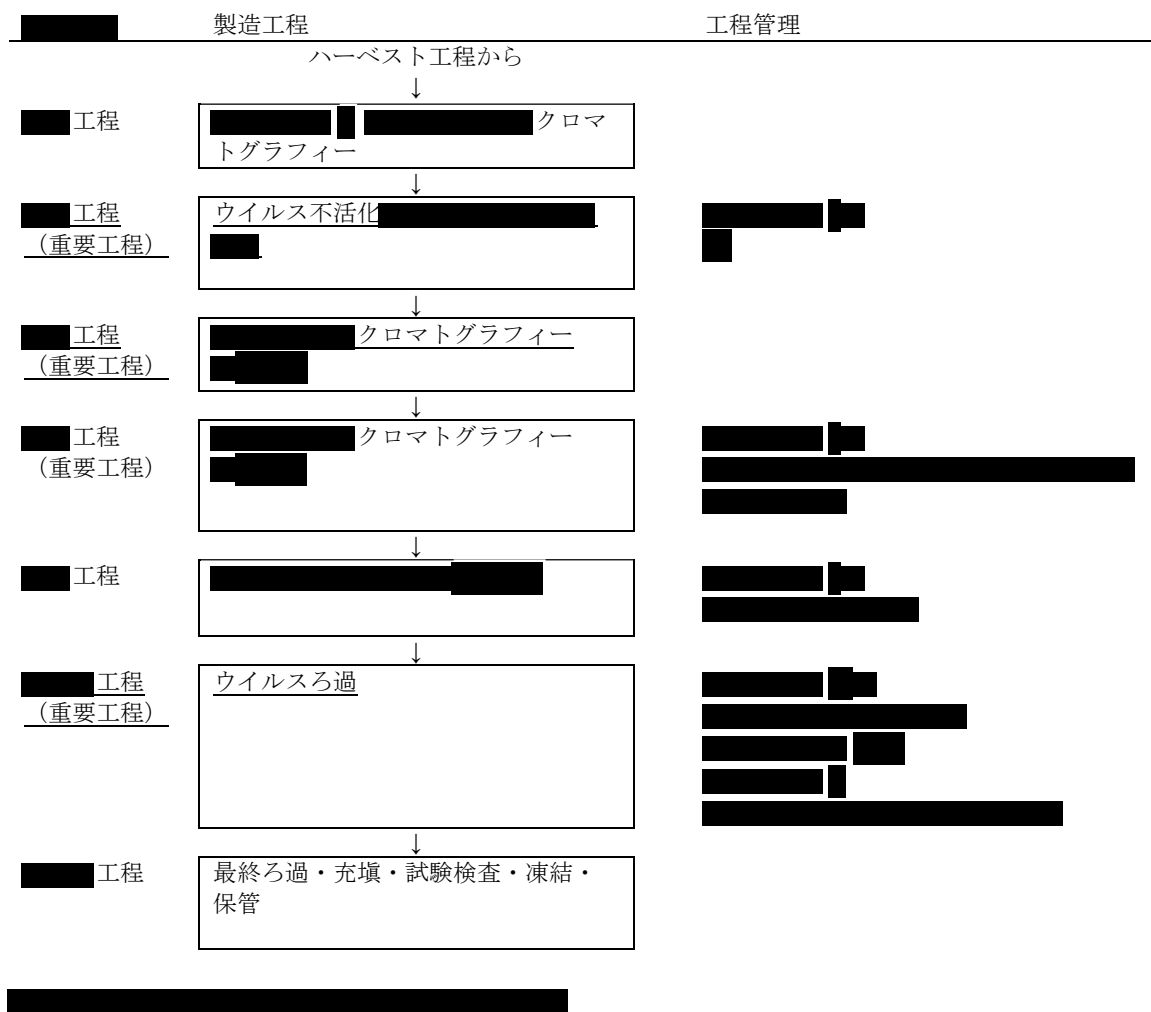 製造工程 工程管理
ハーベスト工程から
↓
工程 クロマ
トグラフィー
↓
工程 ウイルス不活化
（重要工程）
↓
工程 クロマトグラフィー
（重要工程）
↓
工程 クロマトグラフィー
（重要工程）
↓
工程
↓
工程 ウイルスろ過
（重要工程）
↓
工程 最終ろ過・充塡・試験検査・凍結・
保管